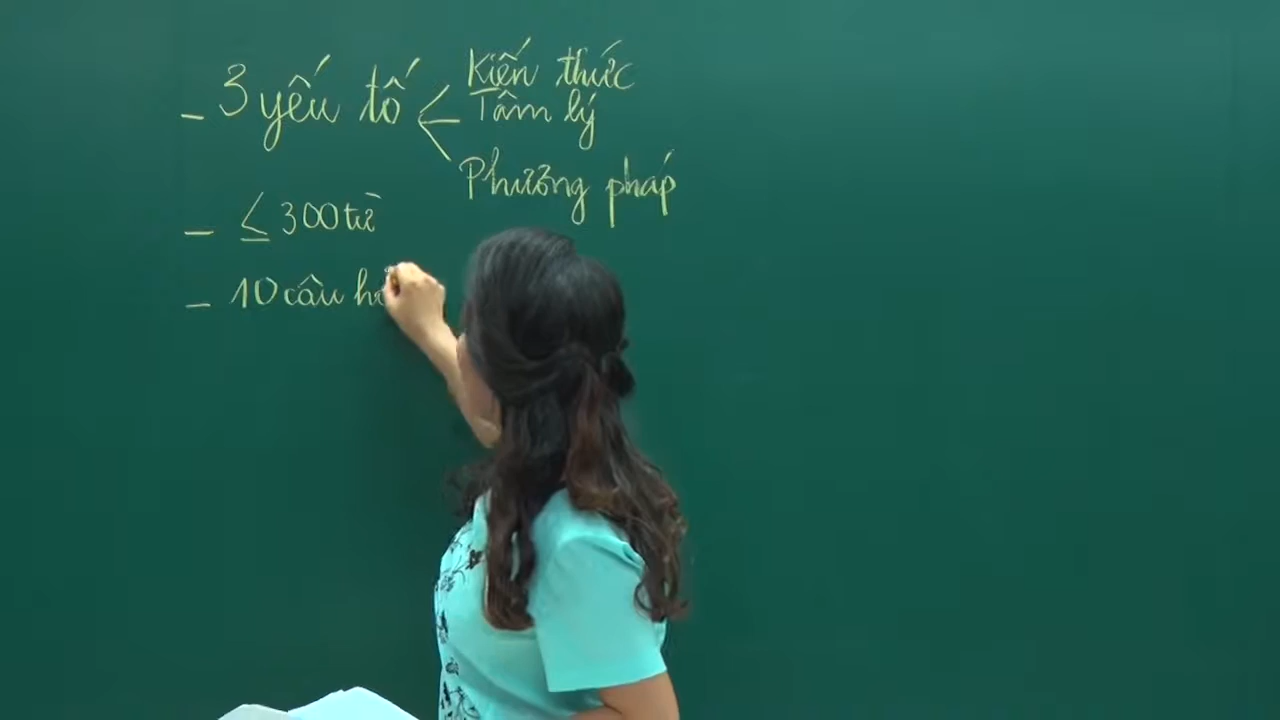 - 3 yếu tố < Kiến thức
Tâm lý
Phương pháp
- ≤ 300 từ
- 10 câu